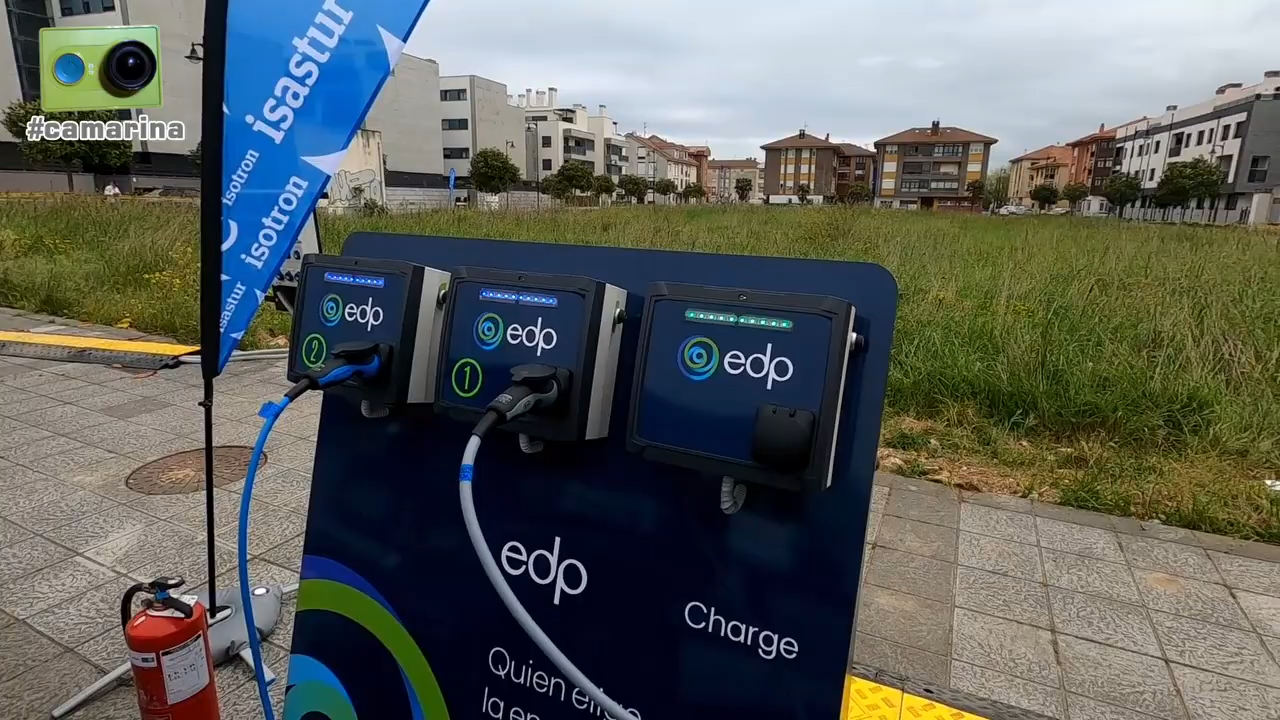 #camarina
isastur
isotron
isotron
isastur
edp
2
edp
1
edp
edp
Charge
Quien elige
la en